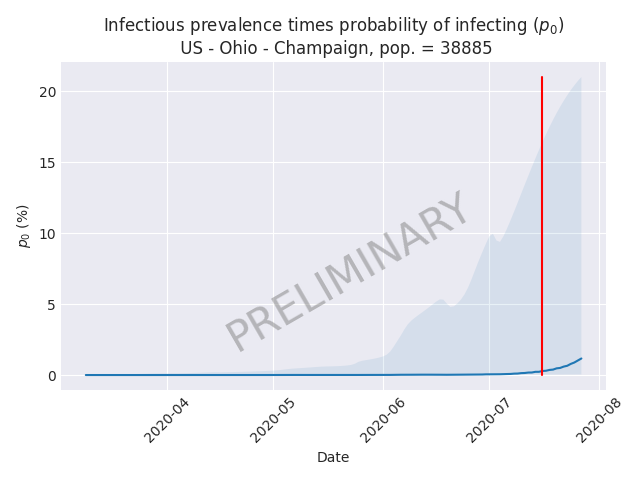 Infectious prevalence times probability of infecting (p₀)
US - Ohio - Champaign, pop. = 38885
20
15
10
5
0
p₀ (%)
PRELIMINARY
2020-04
2020-05
2020-06
2020-07
2020-08
Date